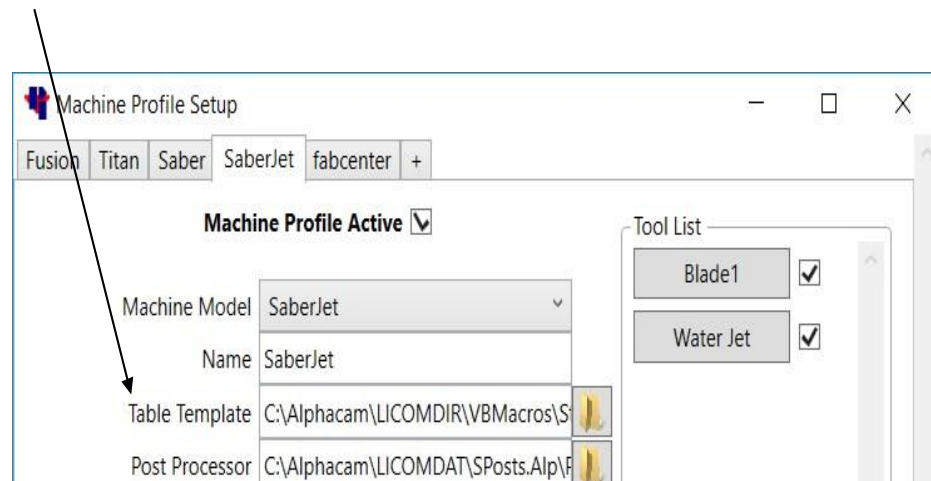 Machine Profile Setup
Fusion Titan Saber SaberJet fabcenter +
Machine Profile Active
Tool List
Blade1
Machine Model SaberJet
Water Jet
Name SaberJet
Table Template C:\Alphacam\LICOMDIR\VBMacros\S
Post Processor C:\Alphacam\LICOMDAT\SPosts.Alp\